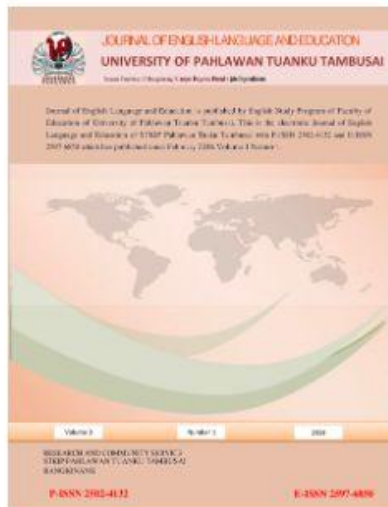 JOURNAL OF ENGLISH LANGUAGE AND EDUCATION
UNIVERSITY OF PAHLAWAN TUANKU TAMBUSAI
Journal of English Language and Education is published by English Study Program of Faculty of
Education of University of Pahlawan Tuanku Tambusai. This is the electronic Journal of English
Language and Education of STKIP Pahlawan Tuanku Tambusai with P-ISSN 2502-4132 and E-ISSN
2597-6850 which has published since February 2016 Volume 1 Number 1.
Volume 3
Number
RESEARCH AND COMMUNITY SERVICE
STKIP PAHLAWAN TUANKU TAMBUSAI
BANGKINANG
P-ISSN 2502-4132
E-ISSN 2597-6850